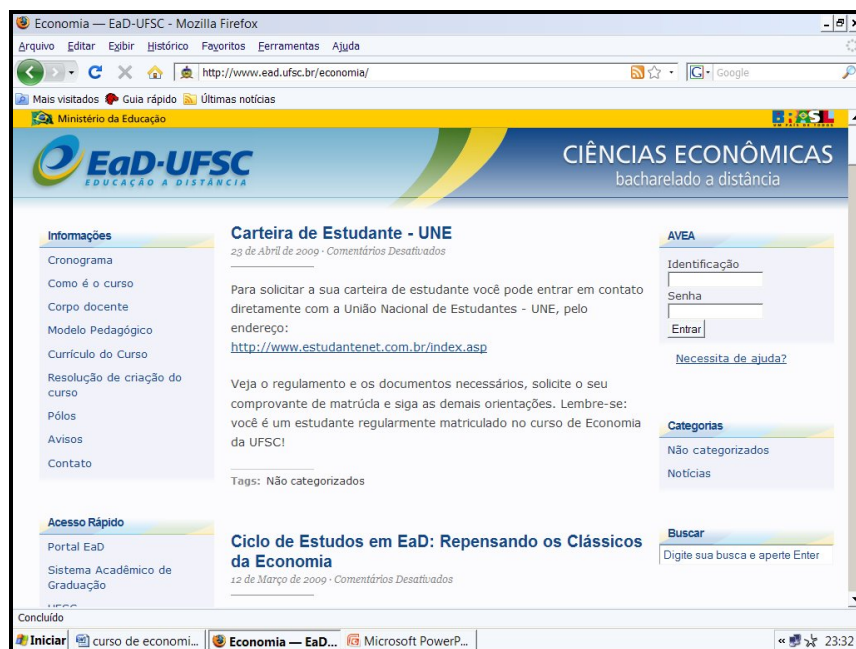 Economia — EaD-UFSC - Mozilla Firefox
Arquivo Editar Exibir Histórico Favoritos Ferramentas Ajuda
http://www.ead.ufsc.br/economia/
Google
Mais visitados Guia rápido Últimas notícias
Ministério da Educação
BRASIL
UM PAÍS DE TODOS
EaD-UFSC
EDUCAÇÃO A DISTÂNCIA
CIÊNCIAS ECONÔMICAS
bacharelado a distância
Informações
Cronograma
Como é o curso
Corpo docente
Modelo Pedagógico
Currículo do Curso
Resolução de criação do
curso
Pólos
Avisos
Contato
Acesso Rápido
Portal EaD
Sistema Acadêmico de
Graduação
UFSC
Carteira de Estudante - UNE
23 de Abril de 2009 · Comentários Desativados
Para solicitar a sua carteira de estudante você pode entrar em contato
diretamente com a União Nacional de Estudantes - UNE, pelo
endereço:
http://www.estudantenet.com.br/index.asp
Veja o regulamento e os documentos necessários, solicite o seu
comprovante de matrúcla e siga as demais orientações. Lembre-se:
você é um estudante regularmente matriculado no curso de Economia
da UFSC!
Tags: Não categorizados
Ciclo de Estudos em EaD: Repensando os Clássicos
da Economia
12 de Março de 2009 · Comentários Desativados
AVEA
Identificação
Senha
Entrar
Necessita de ajuda?
Categorias
Não categorizados
Notícias
Buscar
Digite sua busca e aperte Enter
Concluído
Iniciar curso de economi... Economia — EaD... Microsoft PowerP... 23:32